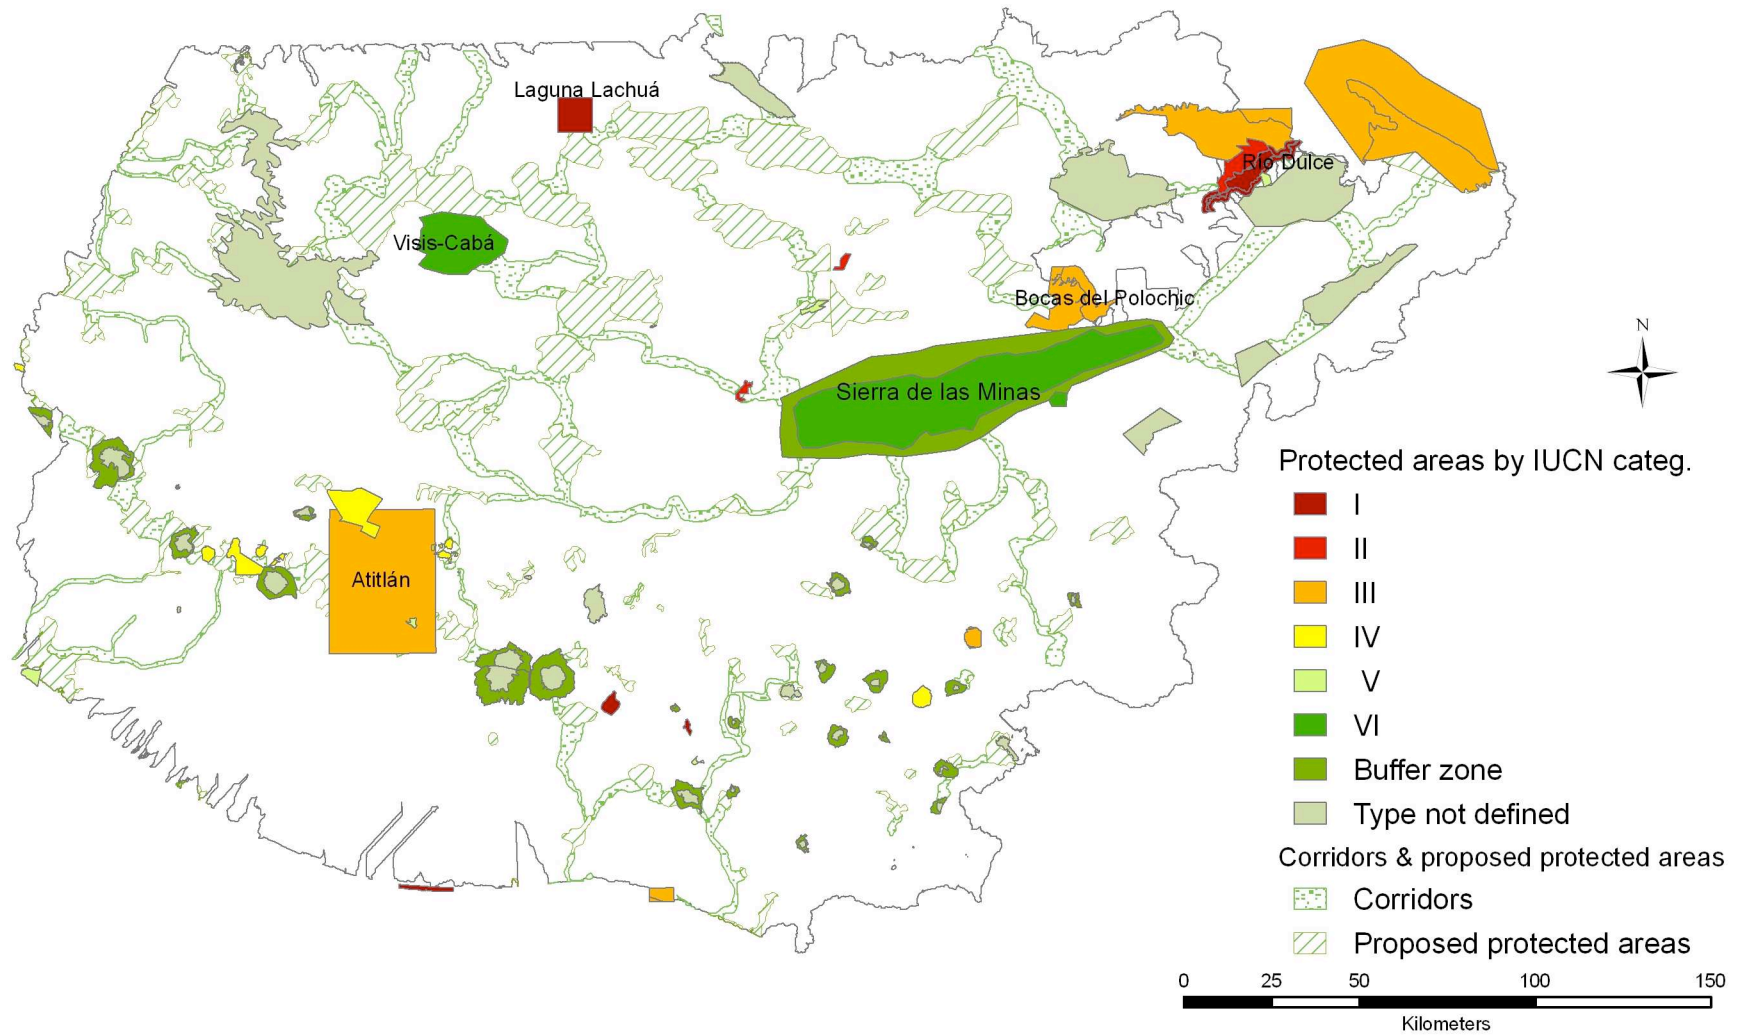 Laguna Lachuá
Río Dulce
Visis-Cabá
Bocas del Polochic
N
Sierra de las Minas
Atitlán
Protected areas by IUCN categ.
I
II
III
IV
V
VI
Buffer zone
Type not defined
Corridors & proposed protected areas
Corridors
Proposed protected areas
0 25 50 100 150
Kilometers